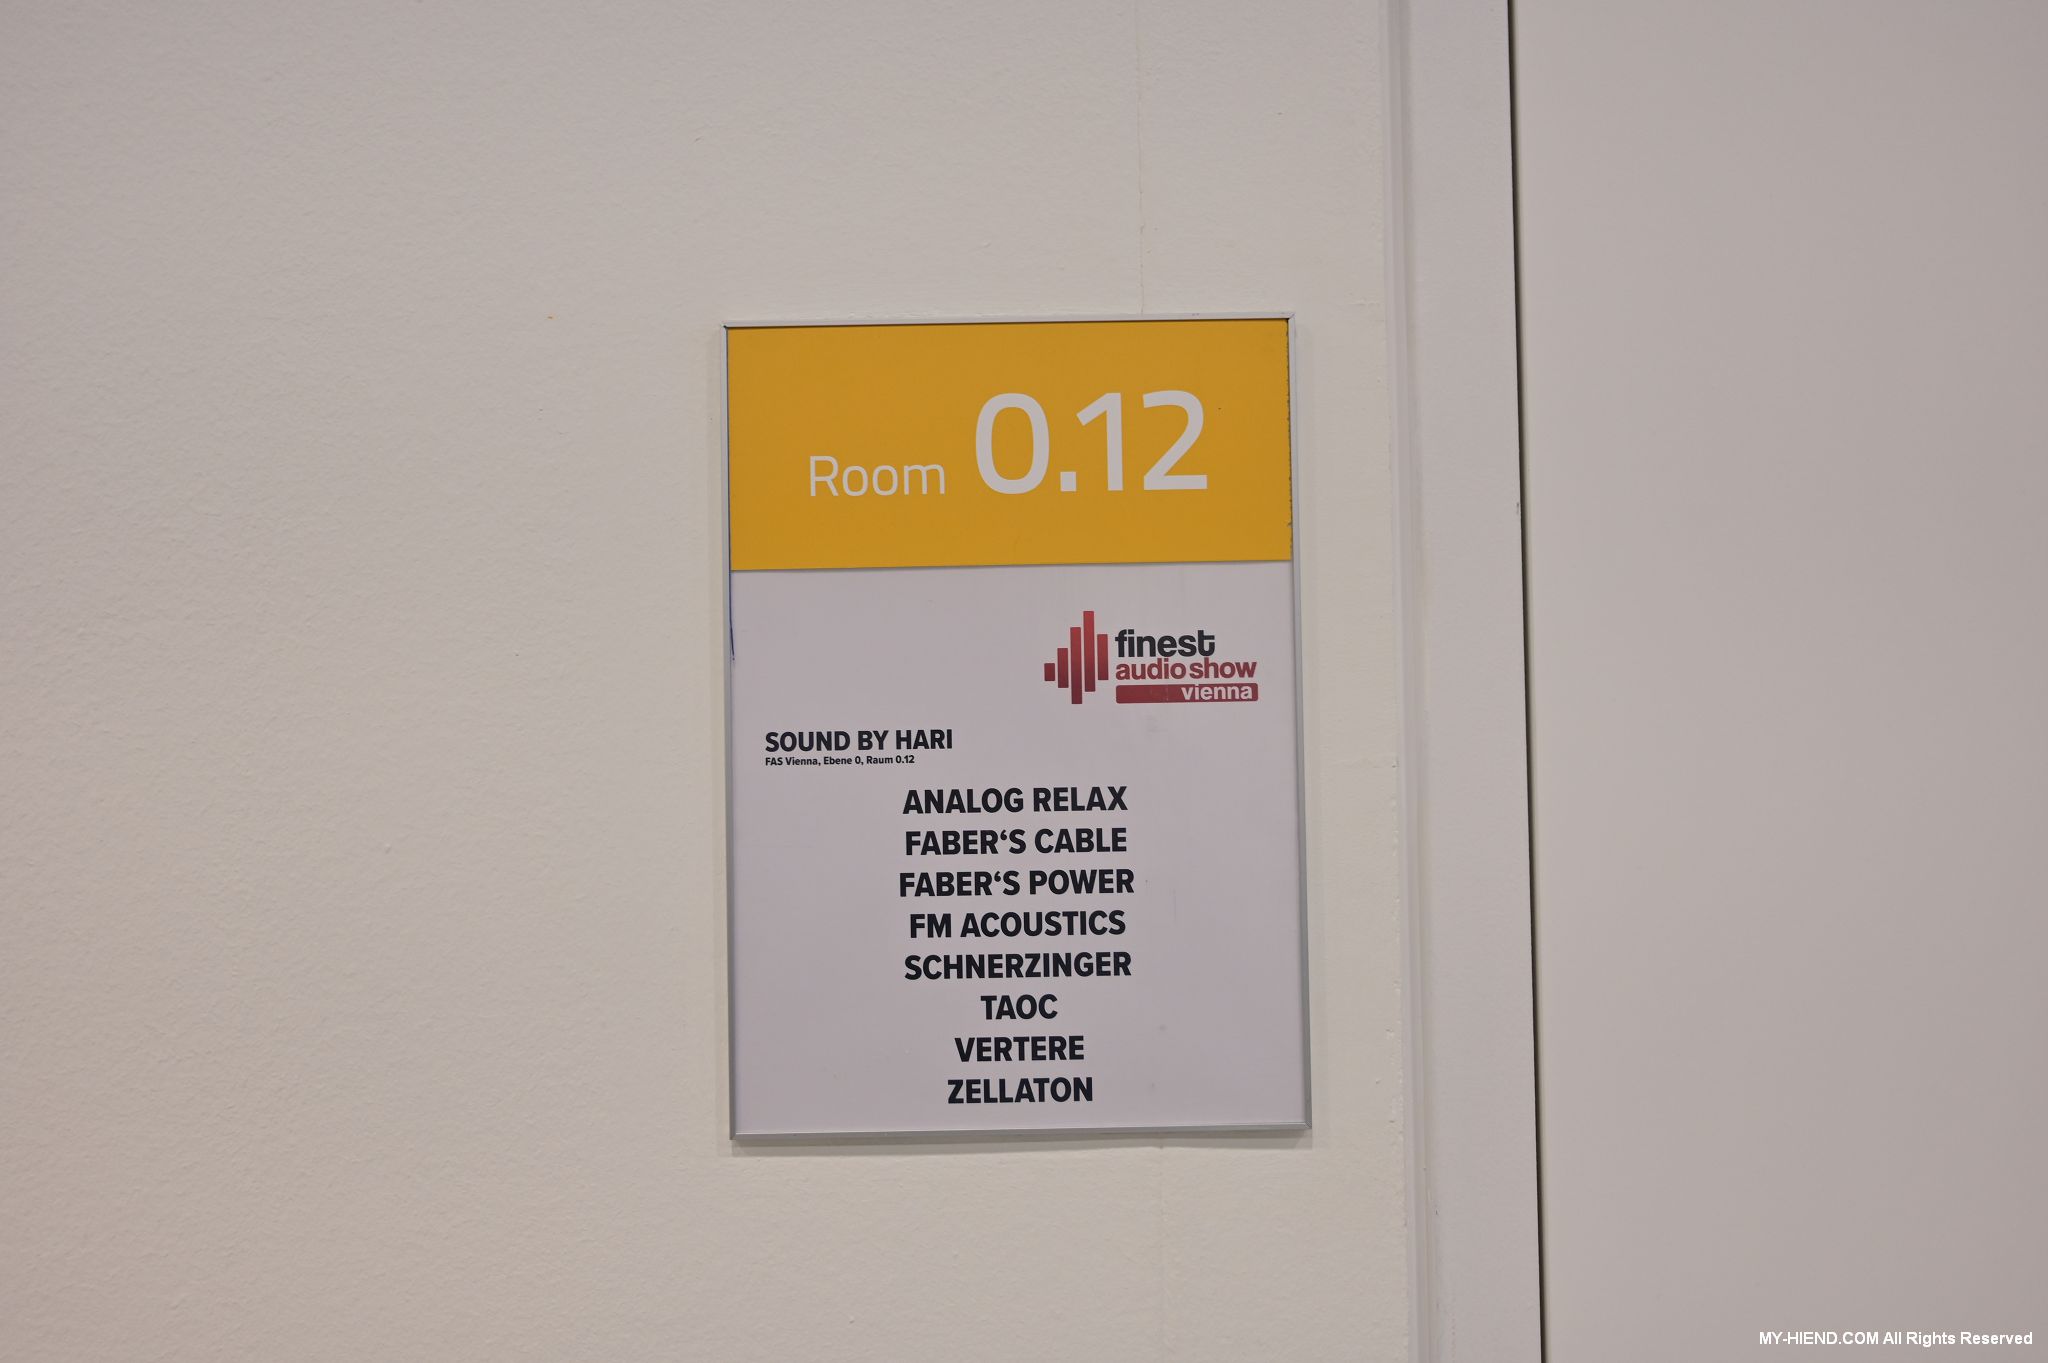 Room 0.12
finest
audio show
vienna
SOUND BY HARI
FAS Vienna, Ebene 0, Raum 0.12
ANALOG RELAX
FABER‘S CABLE
FABER‘S POWER
FM ACOUSTICS
SCHNERZINGER
TAOC
VERTERE
ZELLATON
MY-HIEND.COM All Rights Reserved